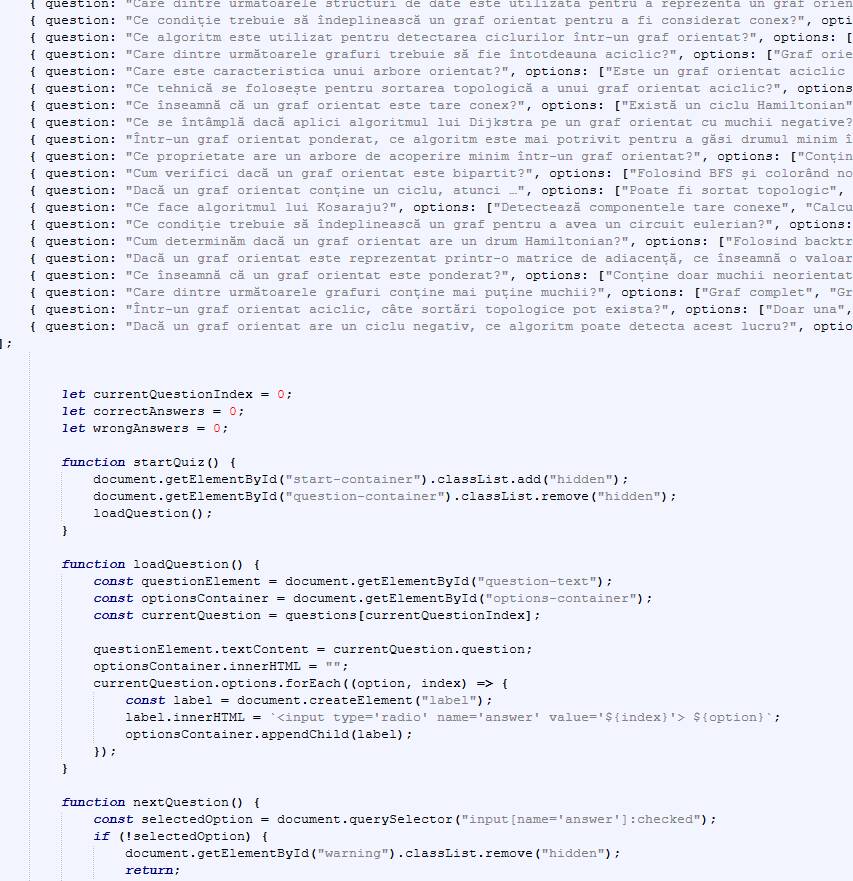 { question: "Care dintre următoarele structuri de date este utilizată pentru a reprezenta un graf orien
{ question: "Ce condiție trebuie să îndeplinească un graf orientat pentru a fi considerat conex?", opti
{ question: "Ce algoritm este utilizat pentru detectarea ciclurilor într-un graf orientat?", options: [
{ question: "Care dintre următoarele grafuri trebuie să fie întotdeauna aciclic?", options: ["Graf orie
{ question: "Care este caracteristica unui arbore orientat?", options: ["Este un graf orientat aciclic
{ question: "Ce tehnică se folosește pentru sortarea topologică a unui graf orientat aciclic?", options
{ question: "Ce înseamnă că un graf orientat este tare conex?", options: ["Există un ciclu Hamiltonian"
{ question: "Ce se întâmplă dacă aplici algoritmul lui Dijkstra pe un graf orientat cu muchii negative?
{ question: "Într-un graf orientat ponderat, ce algoritm este mai potrivit pentru a găsi drumul minim î
{ question: "Ce proprietate are un arbore de acoperire minim într-un graf orientat?", options: ["Conțin
{ question: "Cum verifici dacă un graf orientat este bipartit?", options: ["Folosind BFS și colorând no
{ question: "Dacă un graf orientat conține un ciclu, atunci …", options: ["Poate fi sortat topologic",
{ question: "Ce face algoritmul lui Kosaraju?", options: ["Detectează componentele tare conexe", "Calcu
{ question: "Ce condiție trebuie să îndeplinească un graf pentru a avea un circuit eulerian?", options:
{ question: "Cum determinăm dacă un graf orientat are un drum Hamiltonian?", options: ["Folosind backtr
{ question: "Dacă un graf orientat este reprezentat printr-o matrice de adiacență, ce înseamnă o valoar
{ question: "Ce înseamnă că un graf orientat este ponderat?", options: ["Conține doar muchii neorientat
{ question: "Care dintre următoarele grafuri conține mai puține muchii?", options: ["Graf complet", "Gr
{ question: "Într-un graf orientat aciclic, câte sortări topologice pot exista?", options: ["Doar una",
{ question: "Dacă un graf orientat are un ciclu negativ, ce algoritm poate detecta acest lucru?", optio
];
let currentQuestionIndex = 0;
let correctAnswers = 0;
let wrongAnswers = 0;
function startQuiz() {
document.getElementById("start-container").classList.add("hidden");
document.getElementById("question-container").classList.remove("hidden");
loadQuestion();
}
function loadQuestion() {
const questionElement = document.getElementById("question-text");
const optionsContainer = document.getElementById("options-container");
const currentQuestion = questions[currentQuestionIndex];
questionElement.textContent = currentQuestion.question;
optionsContainer.innerHTML = "";
currentQuestion.options.forEach((option, index) => {
const label = document.createElement("label");
label.innerHTML = `<input type='radio' name='answer' value='${index}'> ${option}`;
optionsContainer.appendChild(label);
});
}
function nextQuestion() {
const selectedOption = document.querySelector("input[name='answer']:checked");
if (!selectedOption) {
document.getElementById("warning").classList.remove("hidden");
return;